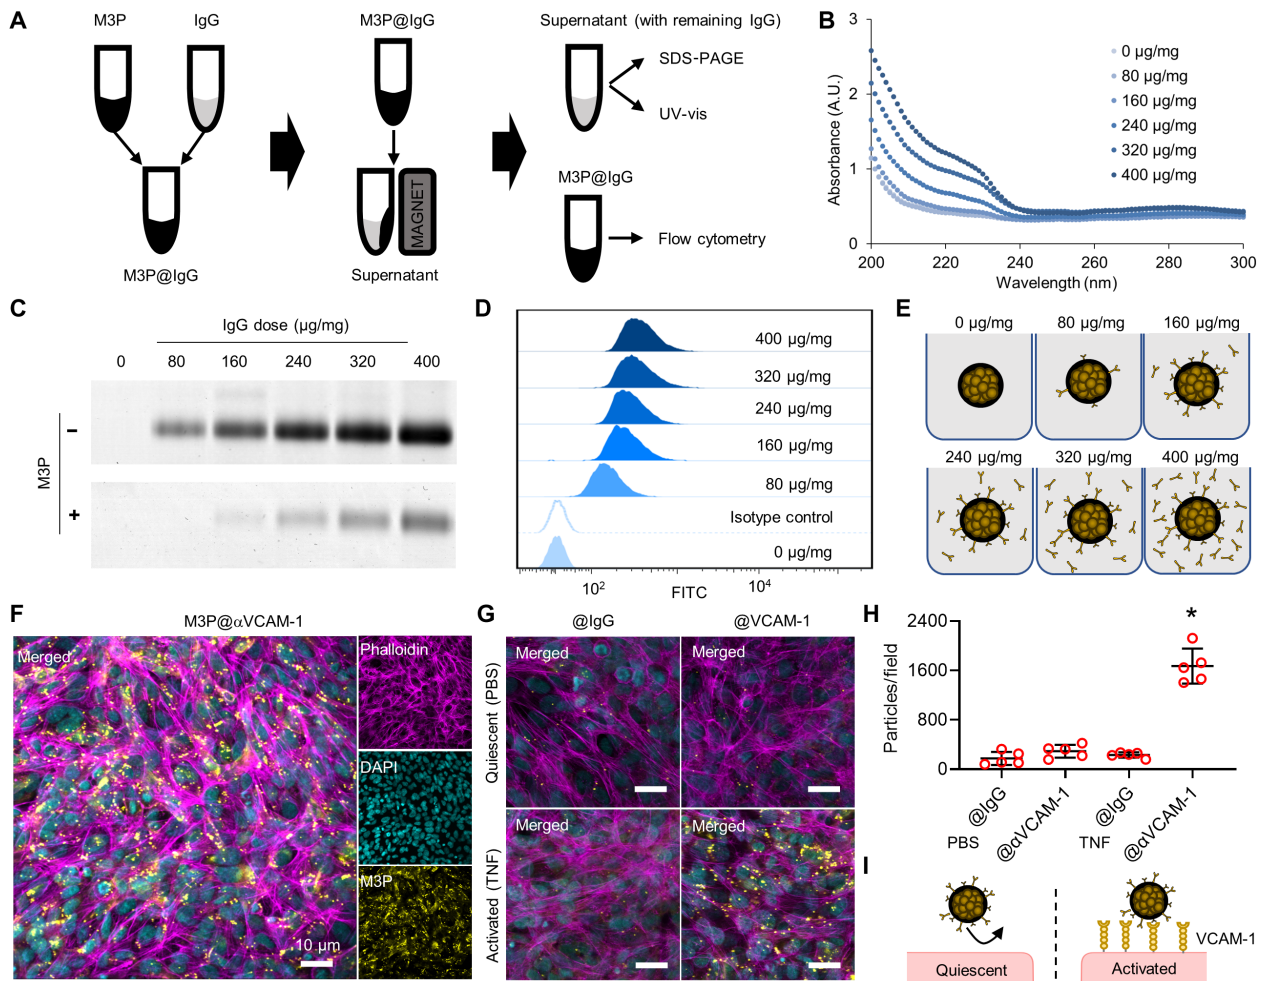 A
M3P
IgG
M3P@IgG
M3P@IgG
MAGNET
Supernatant
Supernatant (with remaining IgG)
SDS-PAGE
UV-vis
M3P@IgG
Flow cytometry
B
Absorbance (A.U.)
3
2
1
0
0 µg/mg
80 µg/mg
160 µg/mg
240 µg/mg
320 µg/mg
400 µg/mg
200 220 240 260 280 300
Wavelength (nm)
C
IgG dose (µg/mg)
0 80 160 240 320 400
M3P
−
+
D
400 µg/mg
320 µg/mg
240 µg/mg
160 µg/mg
80 µg/mg
Isotype control
0 µg/mg
10² 10⁴
FITC
E
0 µg/mg 80 µg/mg 160 µg/mg
240 µg/mg 320 µg/mg 400 µg/mg
F
M3P@αVCAM-1
Merged
10 µm
Phalloidin
DAPI
M3P
G
@IgG @VCAM-1
Quiescent (PBS)
Merged Merged
Activated (TNF)
Merged Merged
H
Particles/field
2400
1600
800
0
*
@IgG @αVCAM-1 @IgG @αVCAM-1
PBS TNF
I
VCAM-1
Quiescent Activated